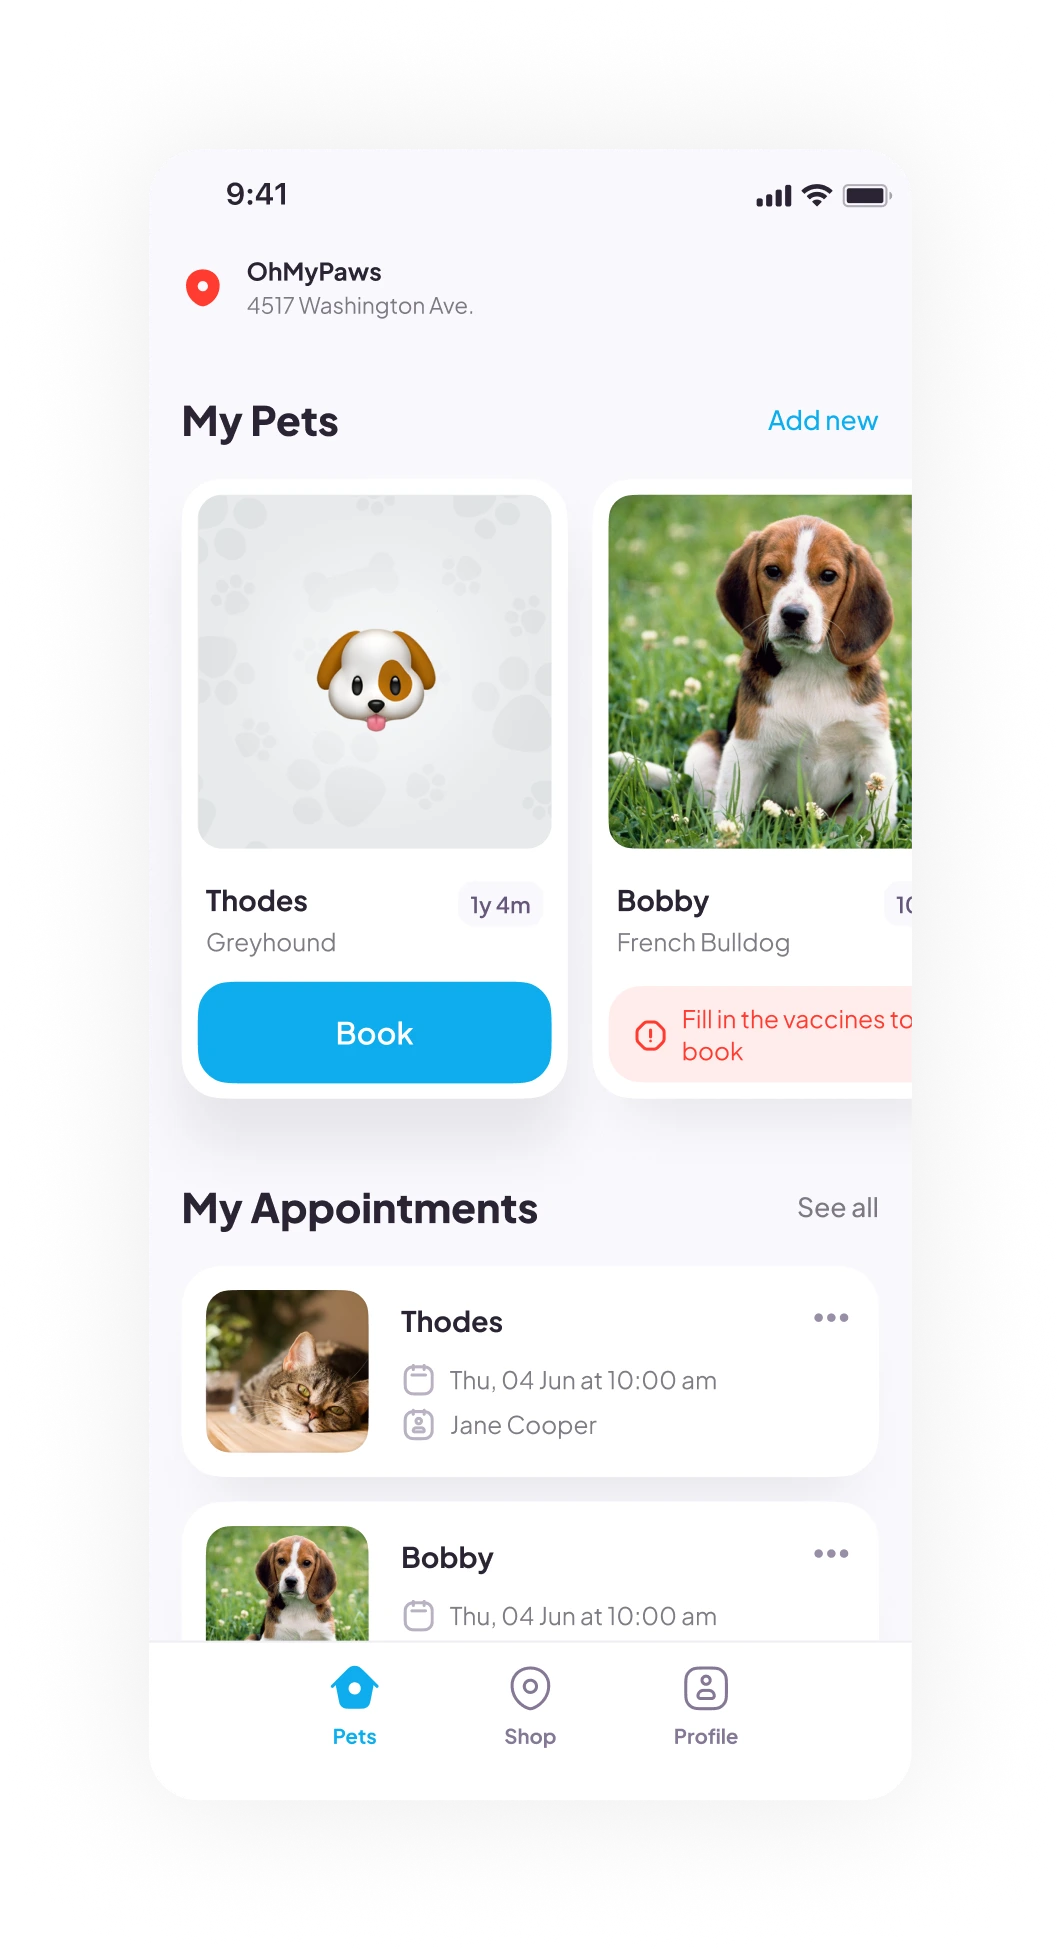 9:41
OhMyPaws
4517 Washington Ave.
My Pets
Add new
Thodes
1y 4m
Greyhound
Book
Bobby
10
French Bulldog
Fill in the vaccines to
book
My Appointments
See all
Thodes
Thu, 04 Jun at 10:00 am
Jane Cooper
Bobby
Thu, 04 Jun at 10:00 am
Pets
Shop
Profile